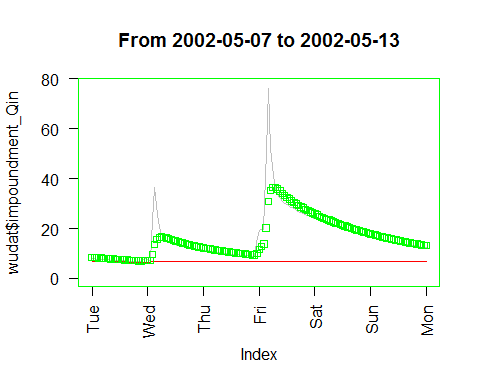 From 2002-05-07 to 2002-05-13
wudat$impoundment_Qin
80
60
40
20
0
Tue Wed Thu Fri Sat Sun Mon
Index